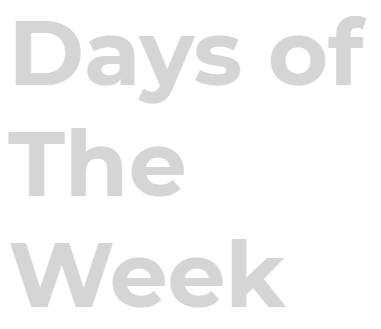 Days of
The
Week